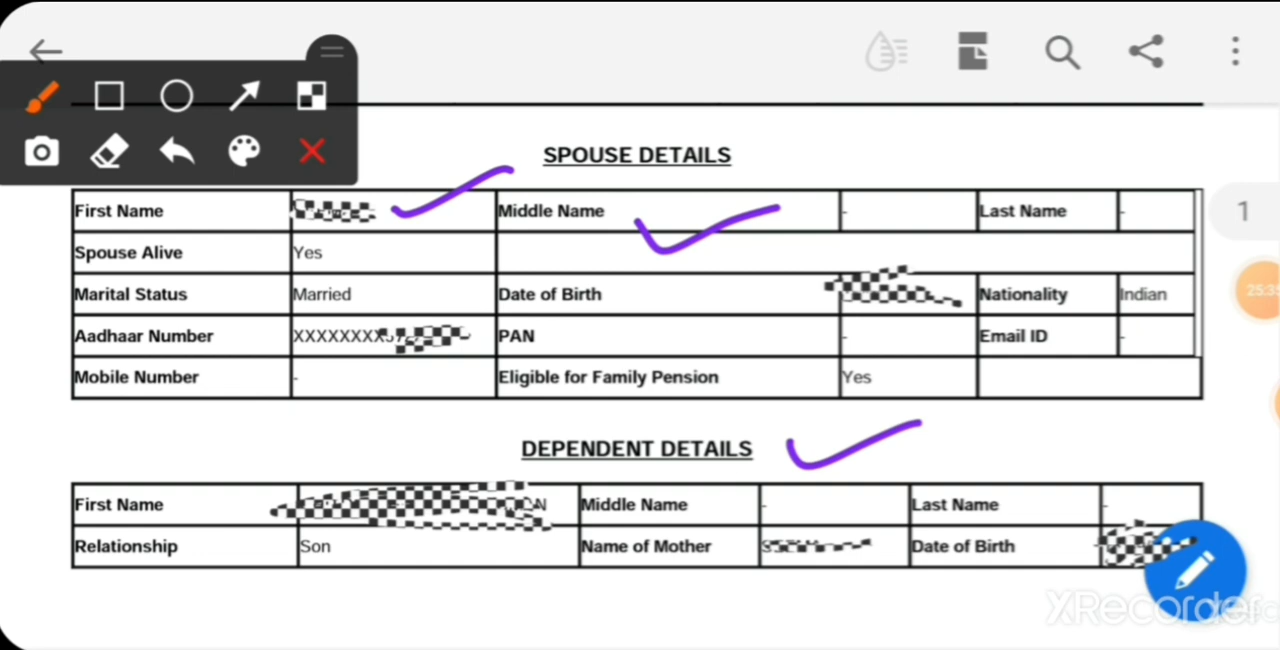 SPOUSE DETAILS
First Name Middle Name - Last Name -
Spouse Alive Yes
Marital Status Married Date of Birth Nationality Indian
Aadhaar Number XXXXXXXX PAN - Email ID -
Mobile Number - Eligible for Family Pension Yes
DEPENDENT DETAILS
First Name Middle Name - Last Name -
Relationship Son Name of Mother Date of Birth
1
XRecorder